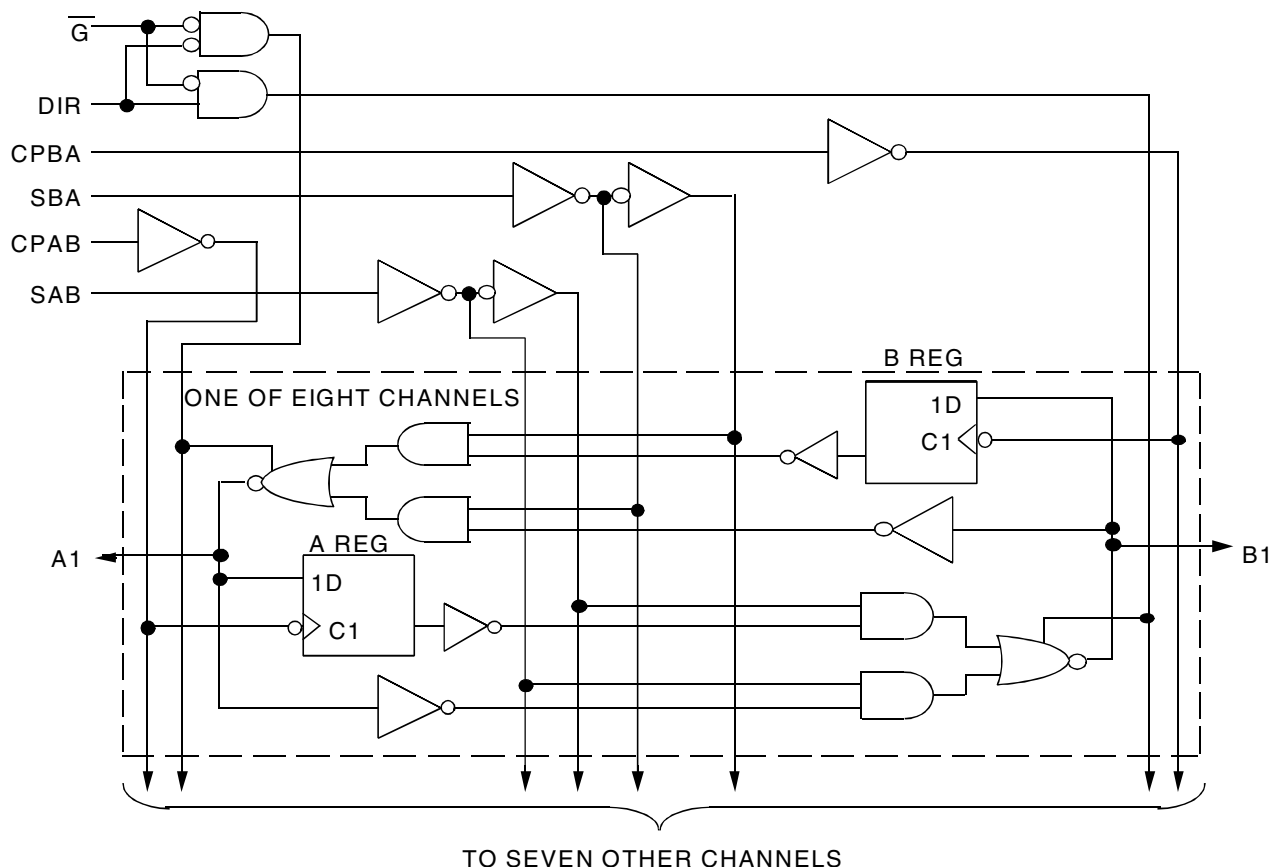 G
DIR
CPBA
SBA
CPAB
SAB
B REG
ONE OF EIGHT CHANNELS
1D
C1
A REG
A1
B1
1D
C1
TO SEVEN OTHER CHANNELS